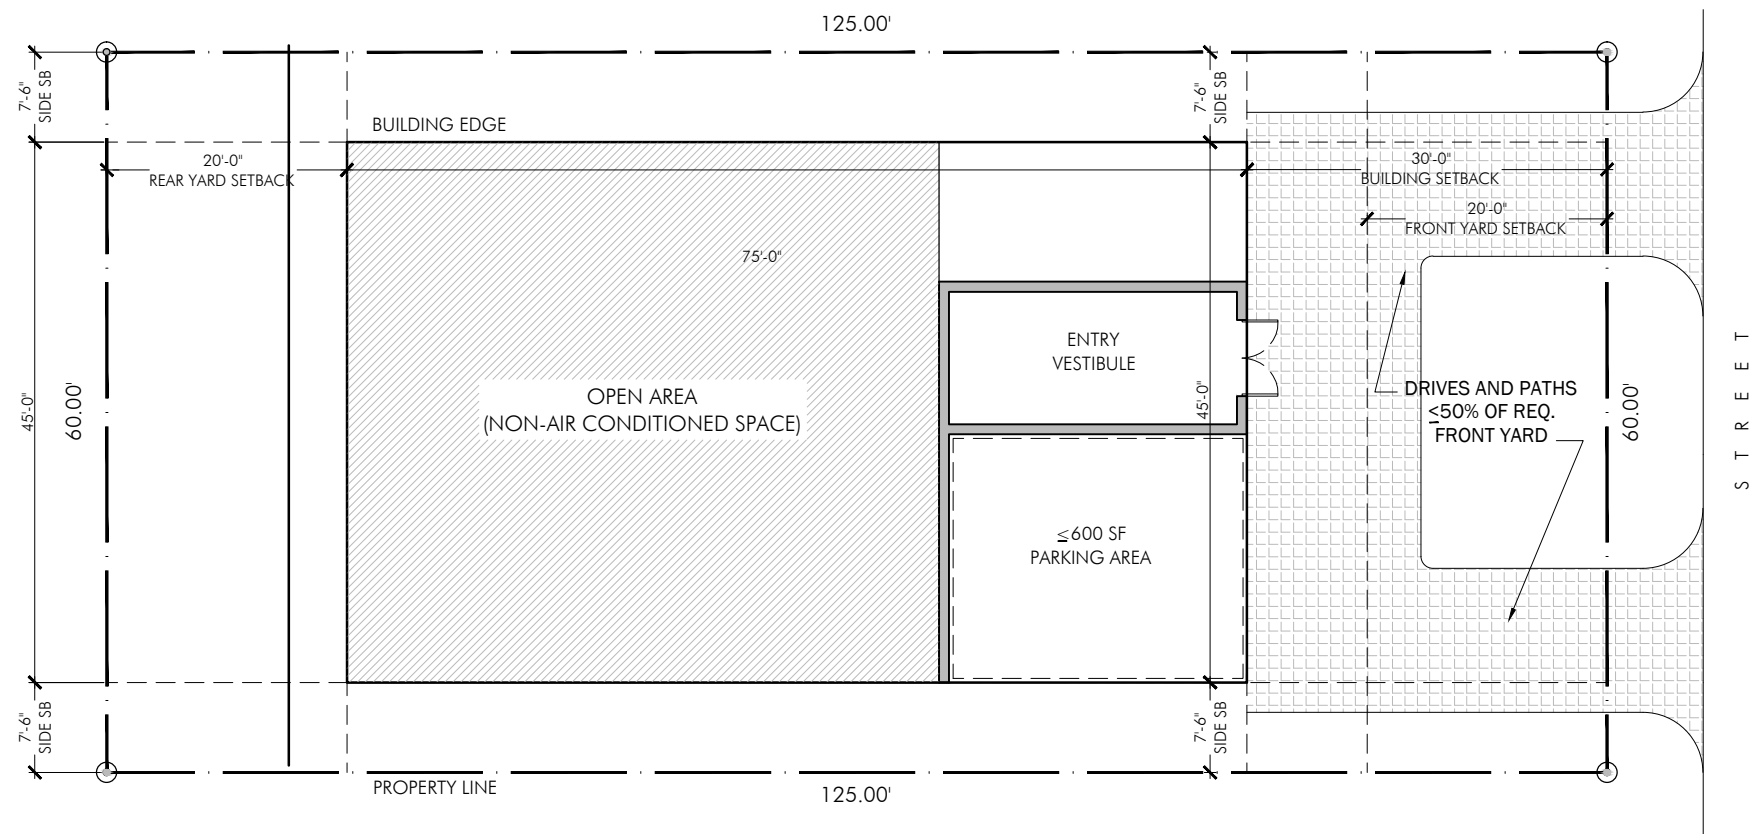 125.00'
7'-6"
SIDE SB
7'-6"
SIDE SB
BUILDING EDGE
20'-0"
REAR YARD SETBACK
30'-0"
BUILDING SETBACK
20'-0"
FRONT YARD SETBACK
75'-0"
ENTRY
VESTIBULE
OPEN AREA
(NON-AIR CONDITIONED SPACE)
45'-0"
60.00'
45'-0"
DRIVES AND PATHS
≤50% OF REQ.
FRONT YARD
60.00'
STREET
≤600 SF
PARKING AREA
7'-6"
SIDE SB
7'-6"
SIDE SB
PROPERTY LINE
125.00'